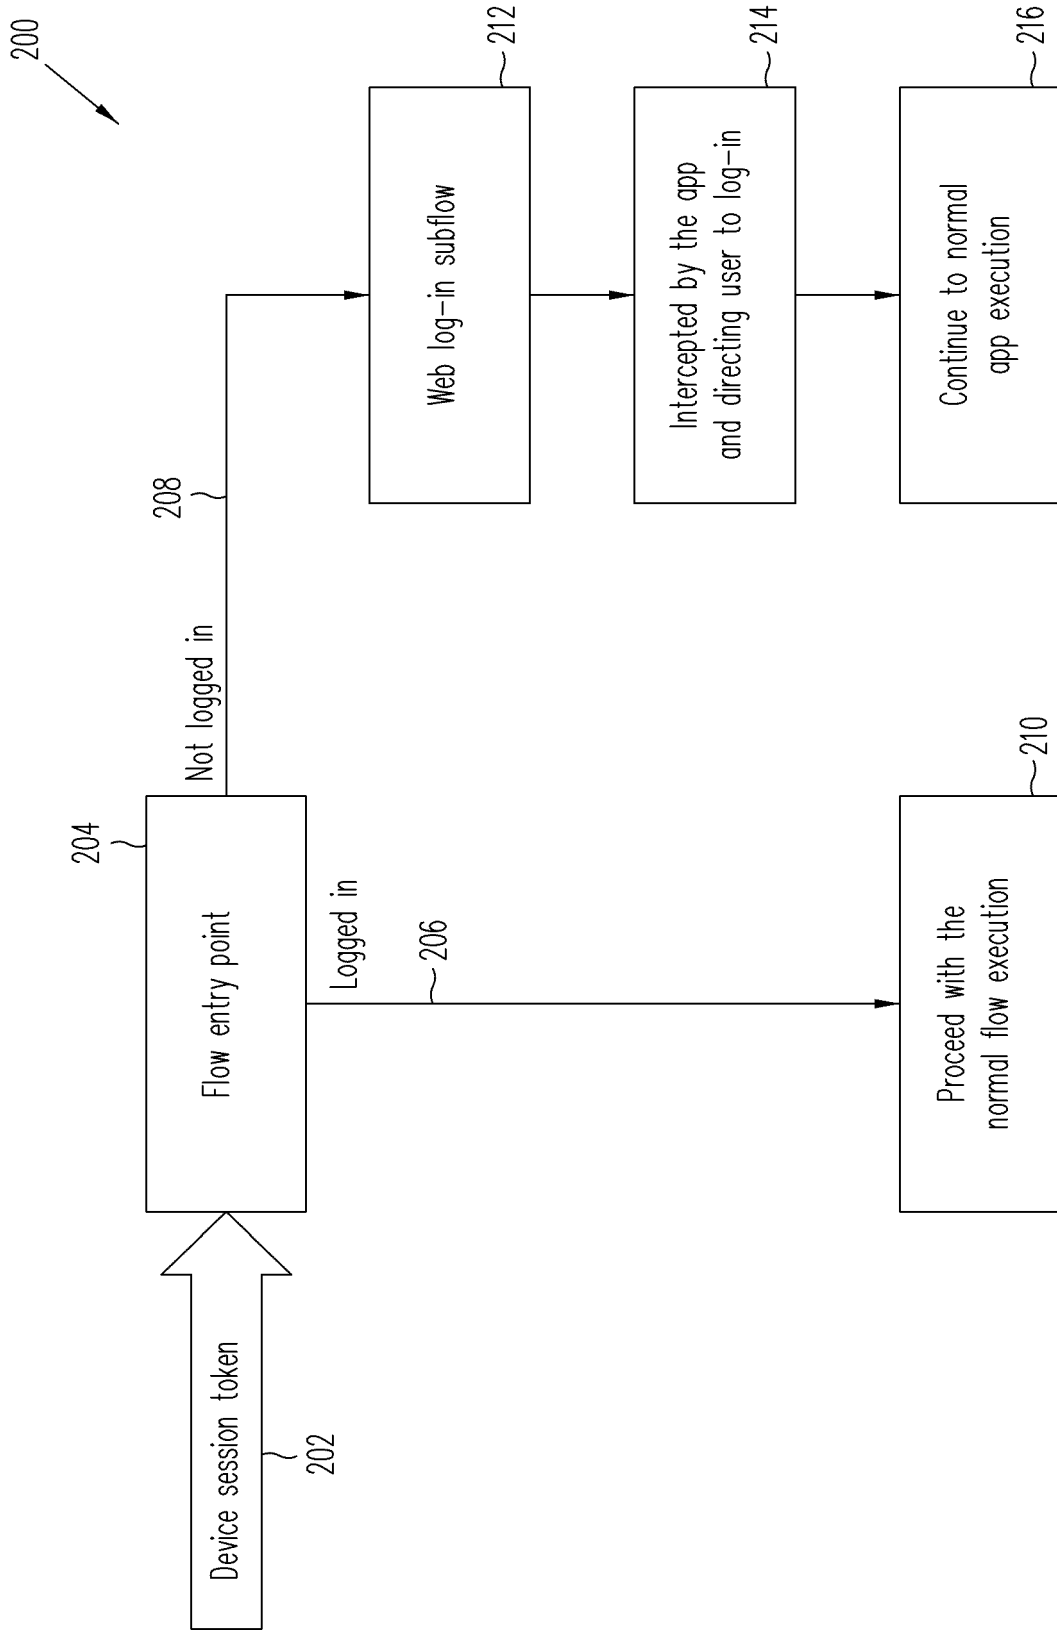 200
Device session token
202
204
Flow entry point
Not logged in
208
Logged in
206
212
Web log-in subflow
214
Intercepted by the app
and directing user to log-in
210
Proceed with the
normal flow execution
216
Continue to normal
app execution